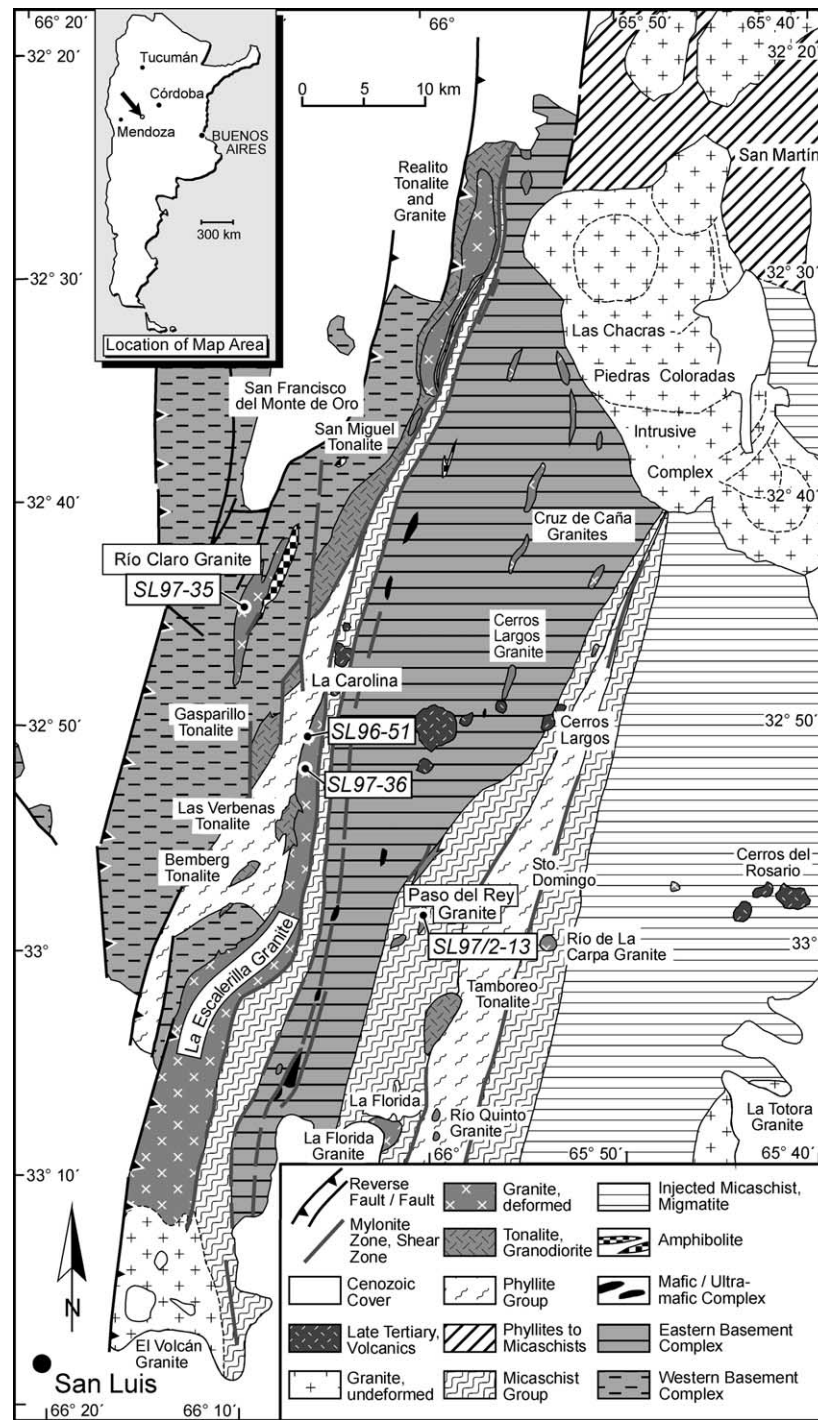 66° 20´
66°
65° 50´
65° 40´
32° 20´
32° 20´
Tucumán
Córdoba
Mendoza
BUENOS
AIRES
300 km
Location of Map Area
0 5 10 km
San Martín
Realito
Tonalite
and
Granite
32° 30´
32° 30´
Las Chacras
Piedras Coloradas
Intrusive
Complex
San Francisco
del Monte de Oro
San Miguel
Tonalite
32° 40´
32° 40´
Cruz de Caña
Granites
Río Claro Granite
SL97-35
Cerros
Largos
Granite
La Carolina
Gasparillo
Tonalite
SL96-51
Cerros
Largos
32° 50´
32° 50´
SL97-36
Las Verbenas
Tonalite
Bemberg
Tonalite
Sto.
Domingo
Cerros del
Rosario
Paso del Rey
Granite
SL97/2-13
Río de La
Carpa Granite
33°
33°
La Escalerilla Granite
Tamboreo
Tonalite
La Florida
La Florida
Granite
Río Quinto
Granite
La Totora
Granite
33° 10´
66°
65° 50´
65° 40´
Reverse
Fault / Fault
Mylonite
Zone, Shear
Zone
Cenozoic
Cover
Late Tertiary,
Volcanics
Granite,
undeformed
Granite,
deformed
Tonalite,
Granodiorite
Phyllite
Group
Phyllites to
Micaschists
Micaschist
Group
Injected Micaschist,
Migmatite
Amphibolite
Mafic / Ultra-
mafic Complex
Eastern Basement
Complex
Western Basement
Complex
N
El Volcán
Granite
San Luis
66° 20´
66° 10´